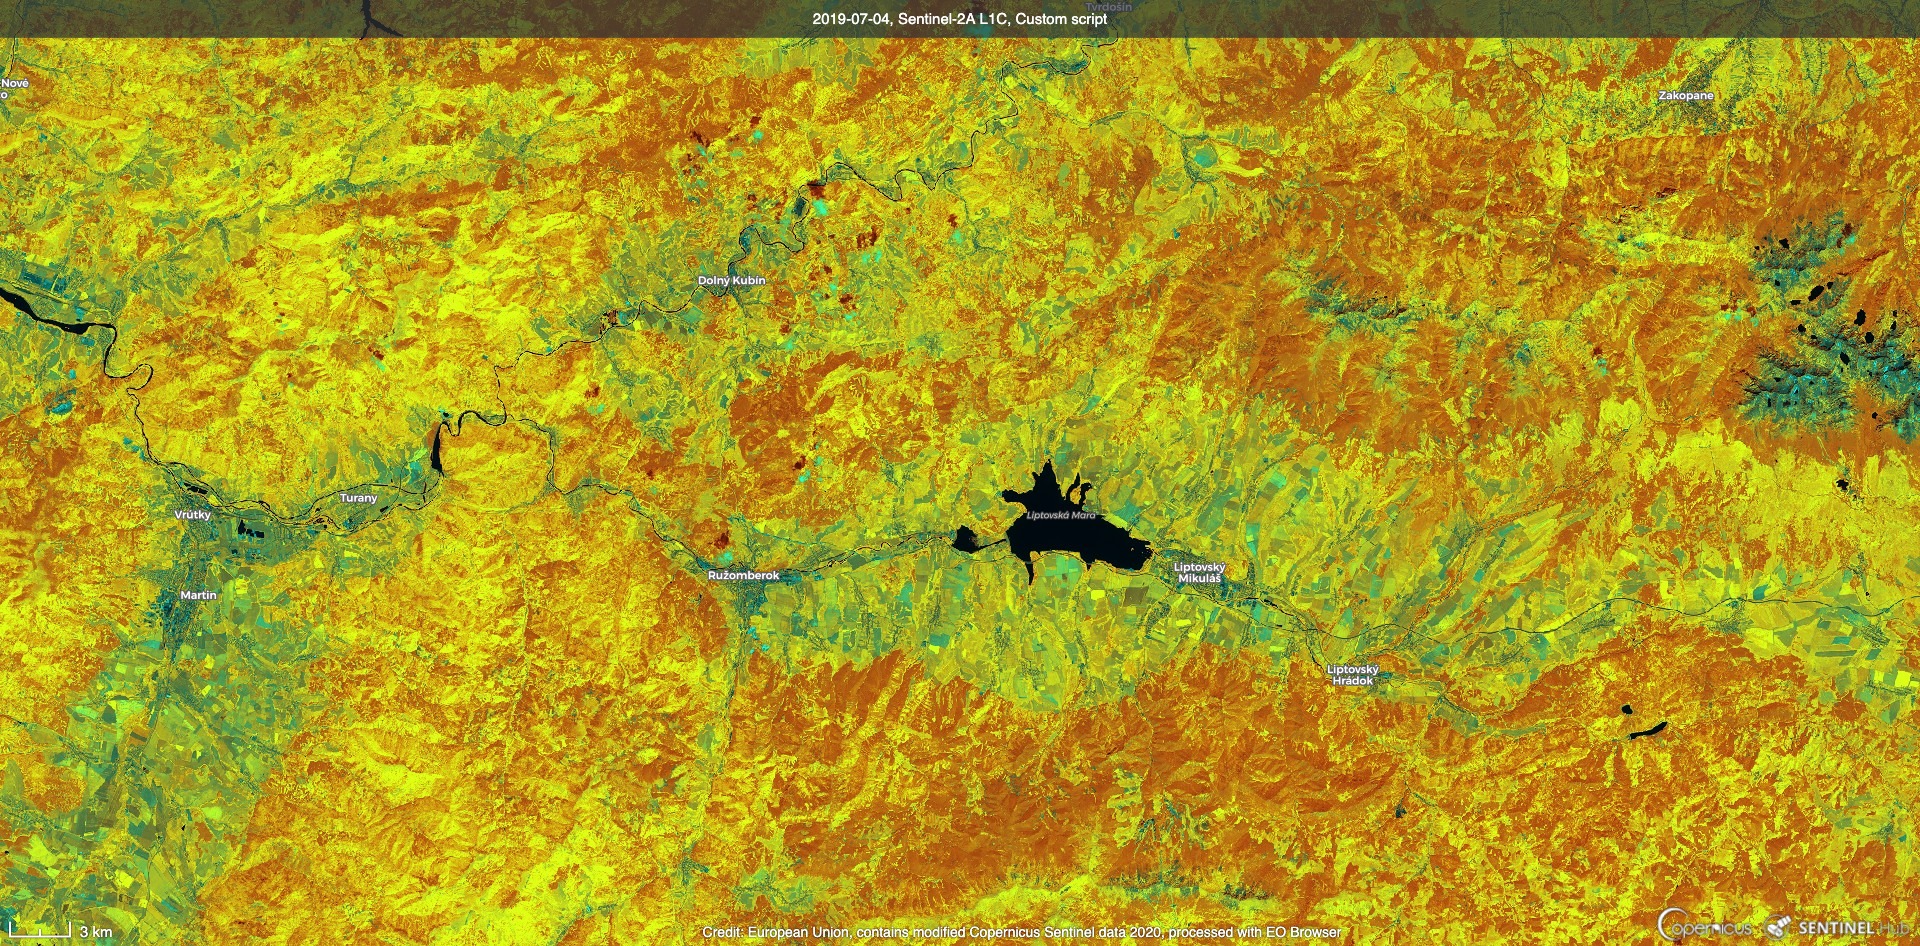 Tvrdošín
2019-07-04, Sentinel-2A L1C, Custom script
Nové
o
Zakopane
Dolný Kubín
Turany
Vrútky
Liptovská Mara
Liptovský
Mikuláš
Ružomberok
Martin
Liptovský
Hrádok
3 km
Credit: European Union, contains modified Copernicus Sentinel data 2020, processed with EO Browser
Copernicus
SENTINEL Hub